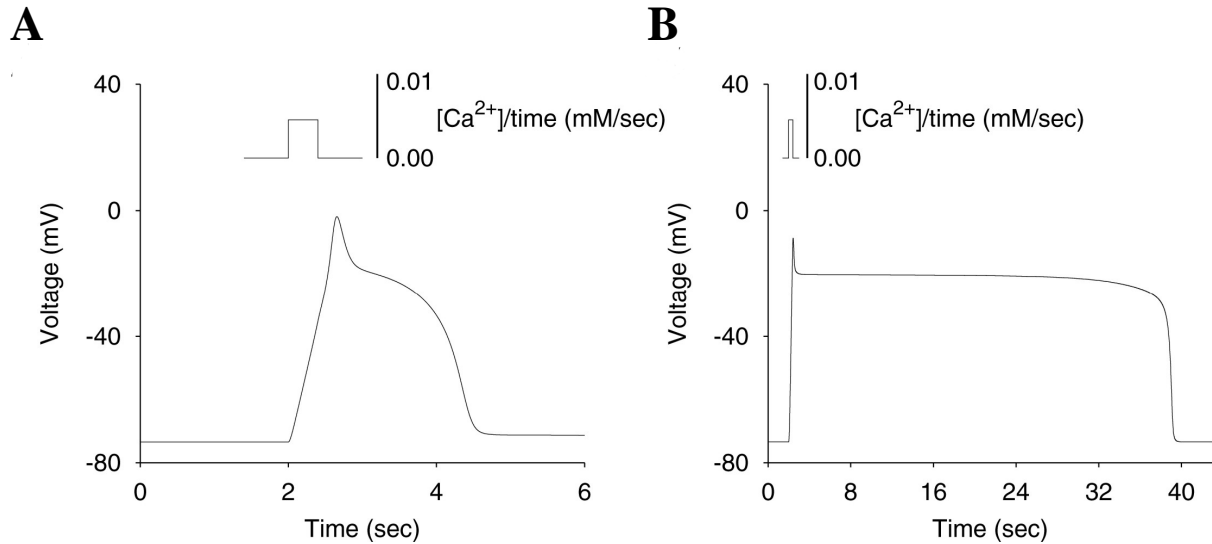 A
40
0
-40
-80
Voltage (mV)
0.01
[Ca²⁺]/time (mM/sec)
0.00
0 2 4 6
Time (sec)
B
40
0
-40
-80
Voltage (mV)
0.01
[Ca²⁺]/time (mM/sec)
0.00
0 8 16 24 32 40
Time (sec)